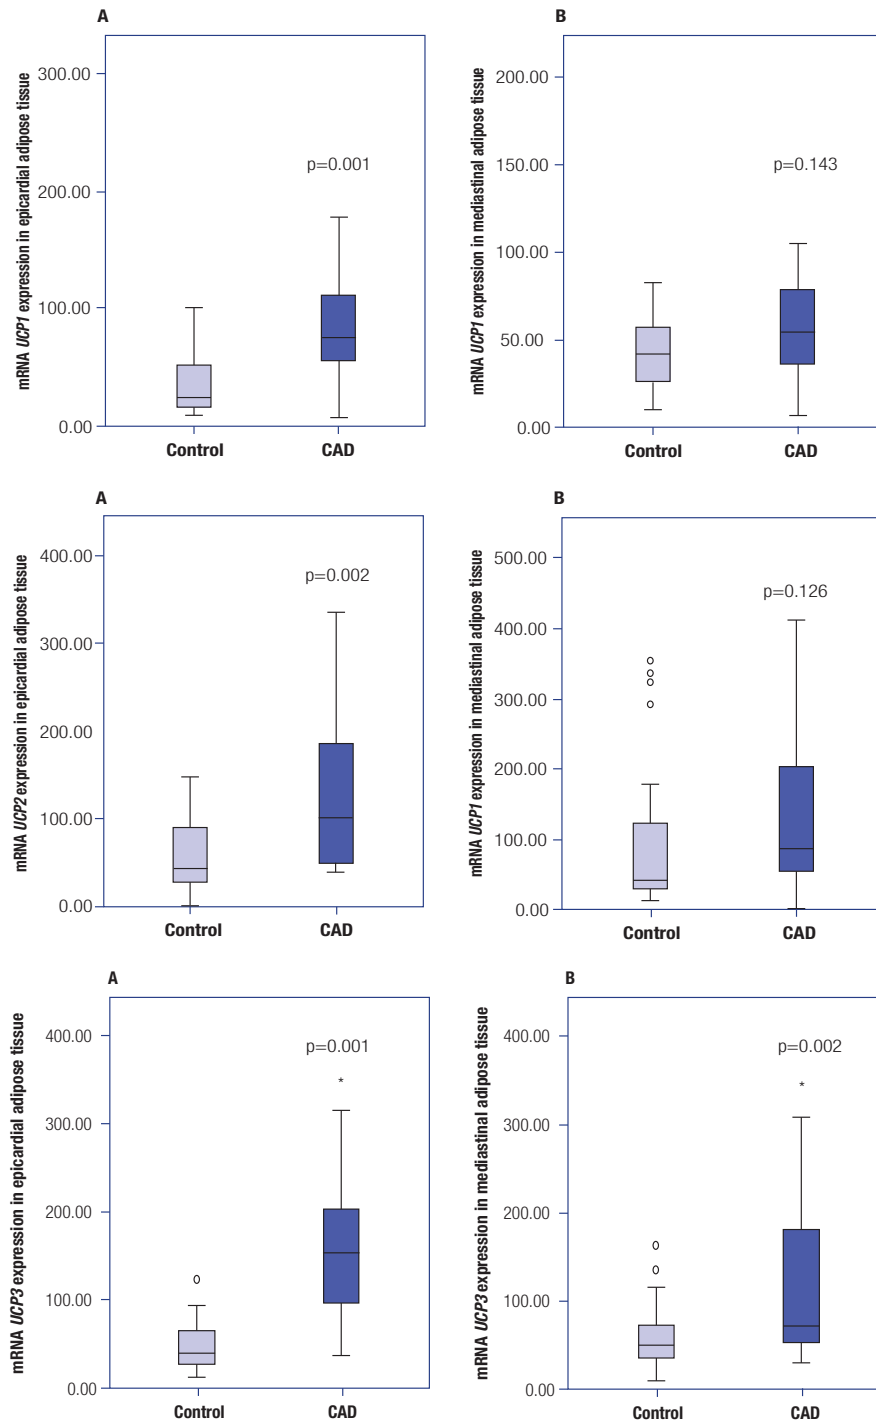 A
mRNA UCP1 expression in epicardial adipose tissue
300.00
200.00
100.00
0.00
p=0.001
Control
CAD
B
mRNA UCP1 expression in mediastinal adipose tissue
200.00
150.00
100.00
50.00
0.00
p=0.143
Control
CAD
A
mRNA UCP2 expression in epicardial adipose tissue
400.00
300.00
200.00
100.00
0.00
p=0.002
Control
CAD
B
mRNA UCP1 expression in mediastinal adipose tissue
500.00
400.00
300.00
200.00
100.00
0.00
p=0.126
Control
CAD
A
mRNA UCP3 expression in epicardial adipose tissue
400.00
300.00
200.00
100.00
0.00
p=0.001
*
Control
CAD
B
mRNA UCP3 expression in mediastinal adipose tissue
400.00
300.00
200.00
100.00
0.00
p=0.002
*
Control
CAD